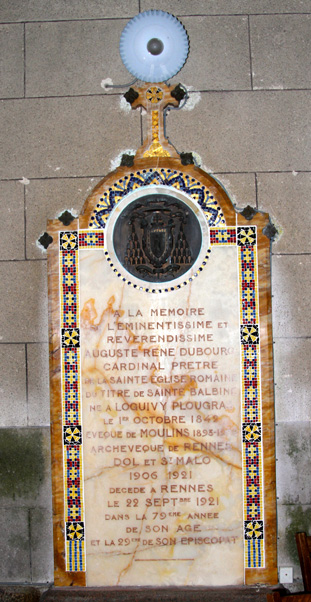 A LA MEMOIRE
DE L'EMINENTISSIME ET
REVERENDISSIME
AUGUSTE RENE DUBOURG
CARDINAL PRETRE
DE LA SAINTE EGLISE ROMAINE
DU TITRE DE SAINTE BALBINE
NE A LOGUIVY PLOUGRAS
LE 1ER OCTOBRE 1842
EVEQUE DE MOULINS 1893-1906
ARCHEVEQUE DE RENNES
DOL ET ST MALO
1906 1921
DECEDE A RENNES
LE 22 SEPTBRE 1921
DANS LA 79EME ANNEE
DE SON AGE
ET LA 29EME DE SON EPISCOPAT